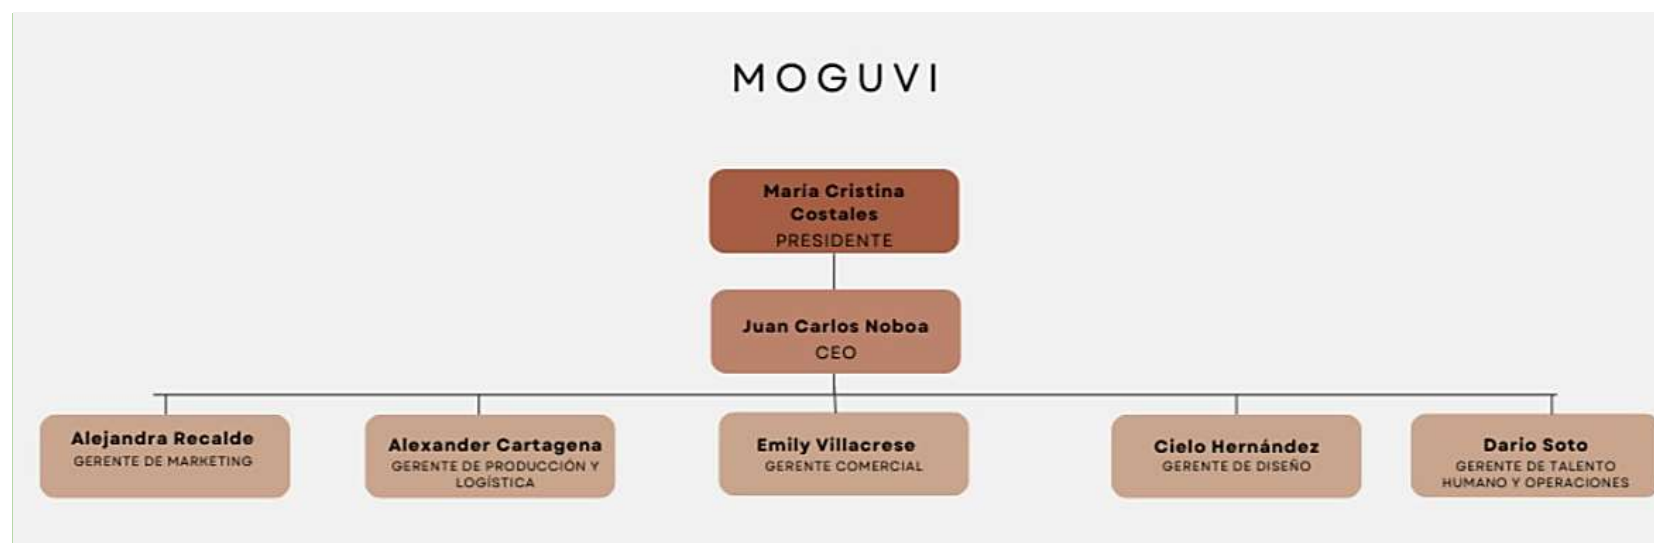 MOGUVI
María Cristina
Costales
PRESIDENTE
Juan Carlos Noboa
CEO
Alejandra Recalde
GERENTE DE MARKETING
Alexander Cartagena
GERENTE DE PRODUCCIÓN Y
LOGÍSTICA
Emily Villacrese
GERENTE COMERCIAL
Cielo Hernández
GERENTE DE DISEÑO
Dario Soto
GERENTE DE TALENTO
HUMANO Y OPERACIONES